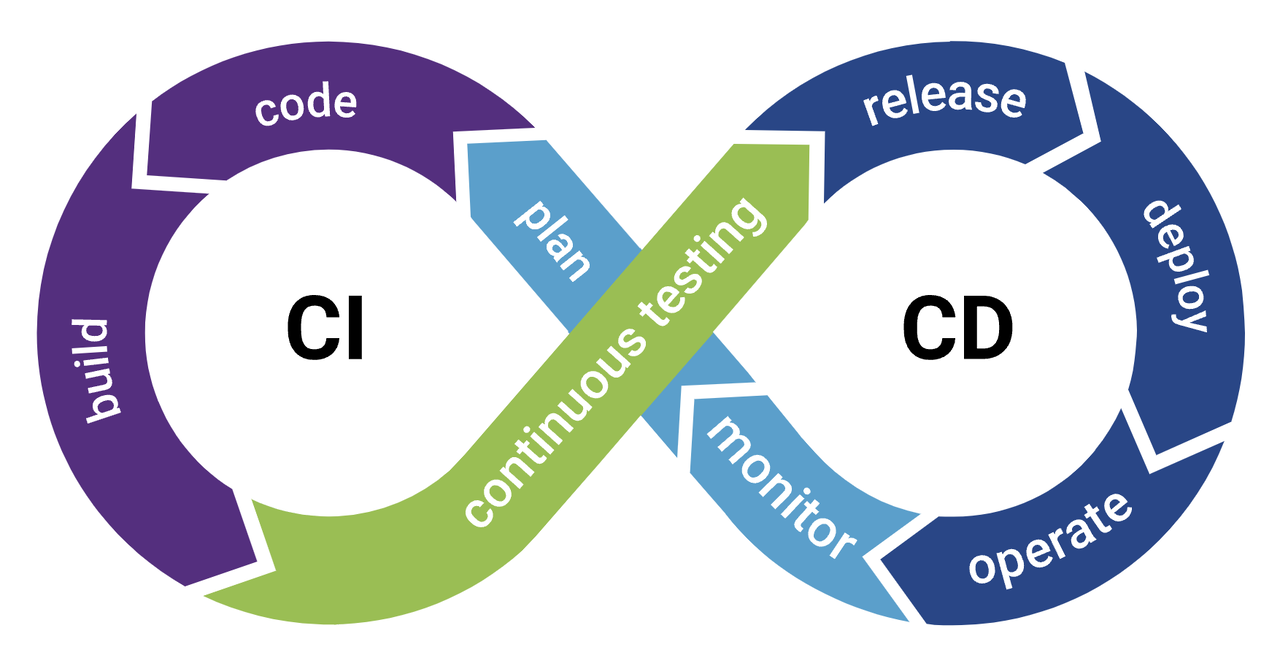 code
release
plan
continuous testing
deploy
build
CI
CD
monitor
operate